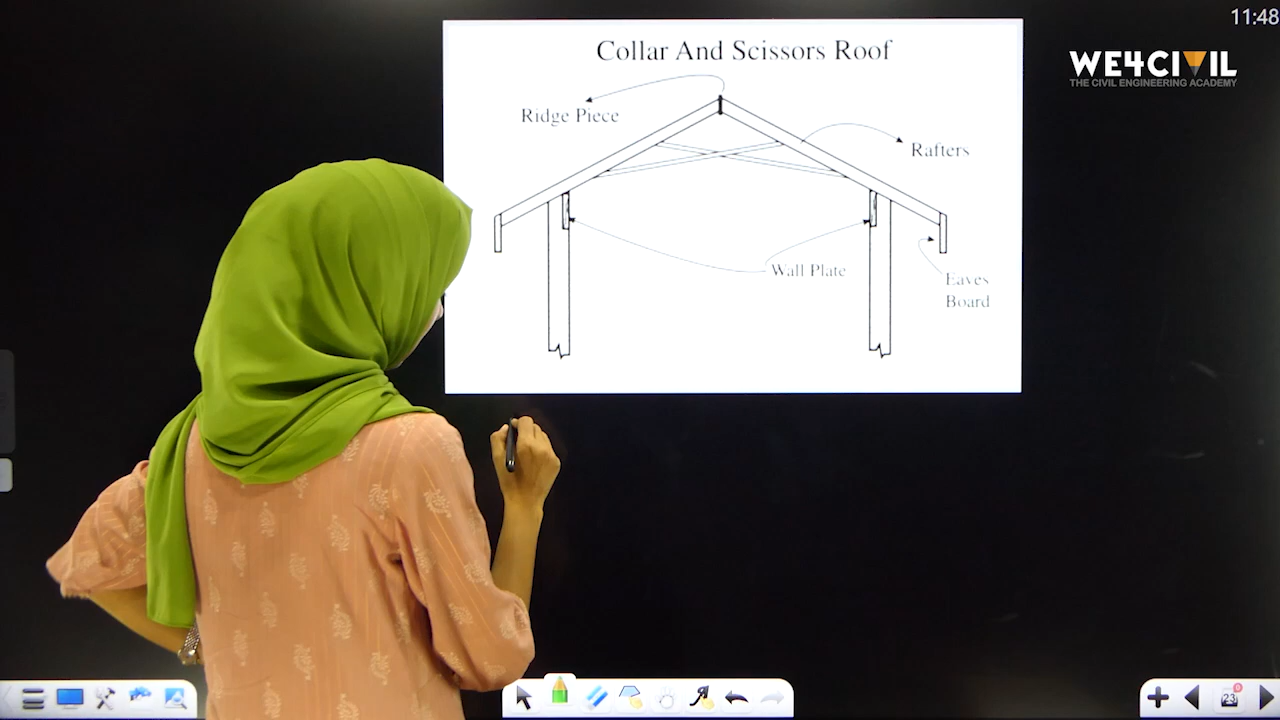 11:48
WE4CIVIL
THE CIVIL ENGINEERING ACADEMY
Collar And Scissors Roof
Ridge Piece
Rafters
Wall Plate
Eaves
Board
23